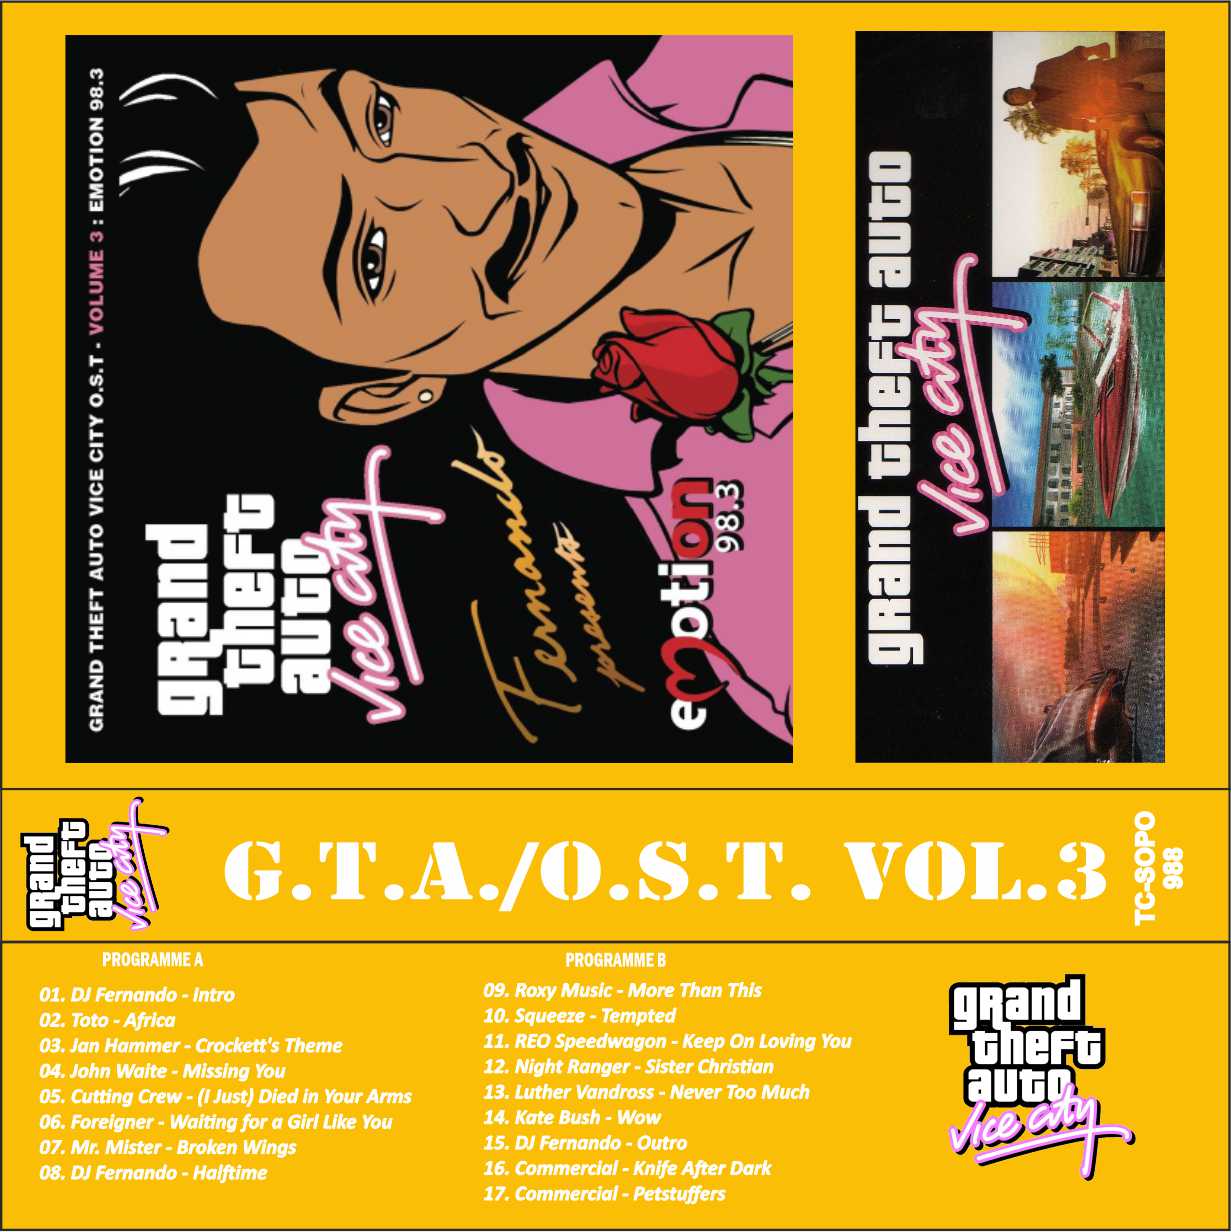 GRAND THEFT AUTO VICE CITY O.S.T - VOLUME 3 : EMOTION 98.3
grand
theft
auto
vice city
Fernando
presents
emotion
98.3
grand theft auto
vice city
grand
theft
auto
vice city
G.T.A./O.S.T. VOL.3
TC-SOPO
988
PROGRAMME A
01. DJ Fernando - Intro
02. Toto - Africa
03. Jan Hammer - Crockett's Theme
04. John Waite - Missing You
05. Cutting Crew - (I Just) Died in Your Arms
06. Foreigner - Waiting for a Girl Like You
07. Mr. Mister - Broken Wings
08. DJ Fernando - Halftime
PROGRAMME B
09. Roxy Music - More Than This
10. Squeeze - Tempted
11. REO Speedwagon - Keep On Loving You
12. Night Ranger - Sister Christian
13. Luther Vandross - Never Too Much
14. Kate Bush - Wow
15. DJ Fernando - Outro
16. Commercial - Knife After Dark
17. Commercial - Petstuffers
grand
theft
auto
vice city